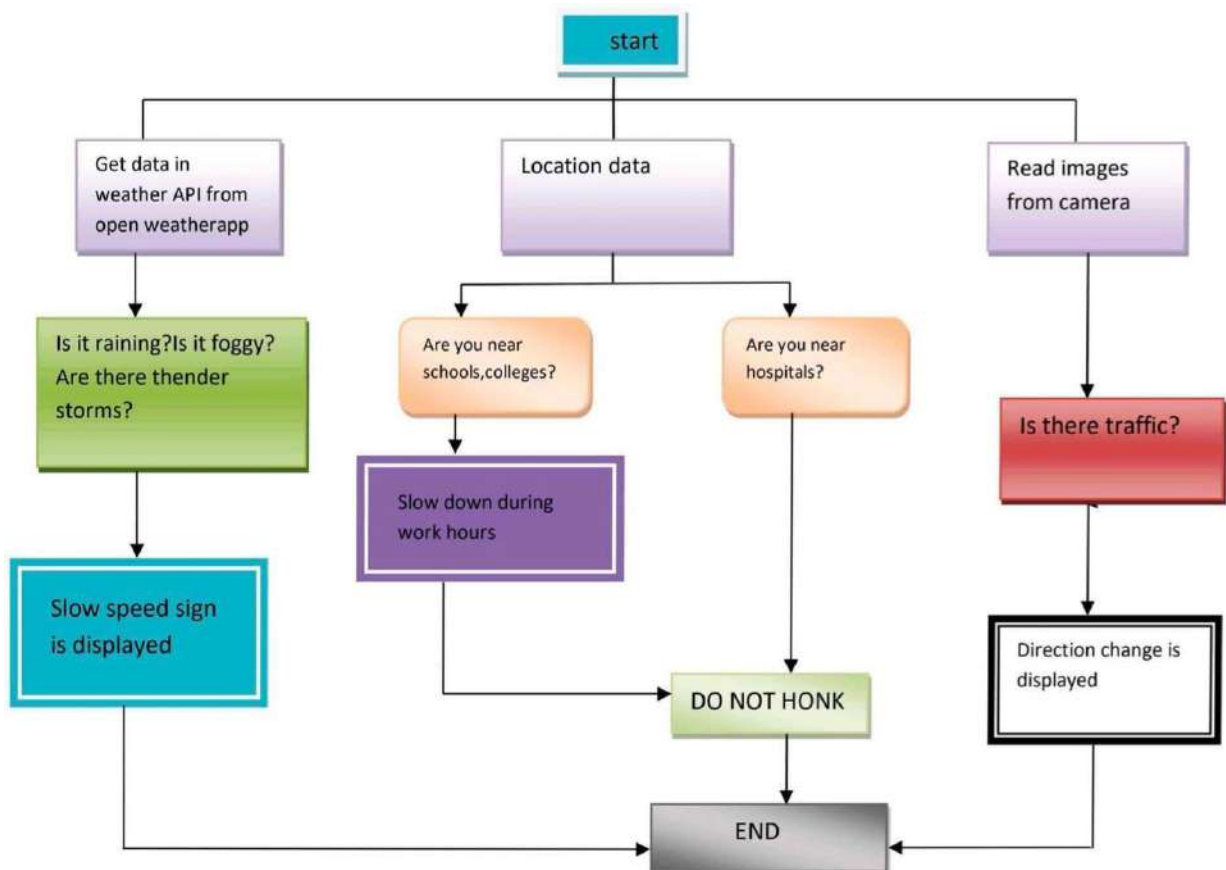 start
Get data in
weather API from
open weatherapp
Location data
Read images
from camera
Is it raining?Is it foggy?
Are there thender
storms?
Are you near
schools,colleges?
Are you near
hospitals?
Is there traffic?
Slow down during
work hours
Slow speed sign
is displayed
Direction change is
displayed
DO NOT HONK
END